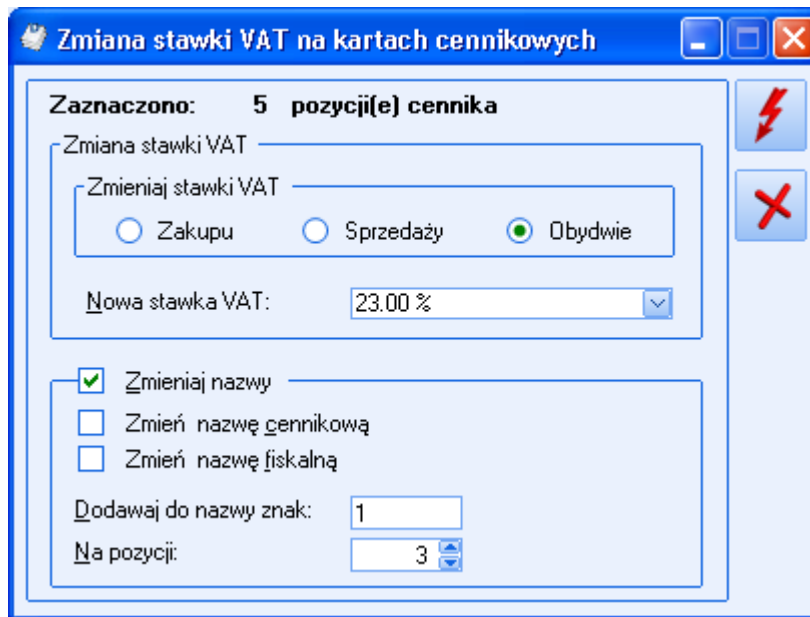 Zmiana stawki VAT na kartach cennikowych
Zaznaczono: 5 pozycji(e) cennika
Zmiana stawki VAT
Zmieniaj stawki VAT
Zakupu Sprzedaży Obydwie
Nowa stawka VAT: 23.00 %
Zmieniaj nazwy
Zmień nazwę cennikową
Zmień nazwę fiskalną
Dodawaj do nazwy znak: 1
Na pozycji: 3